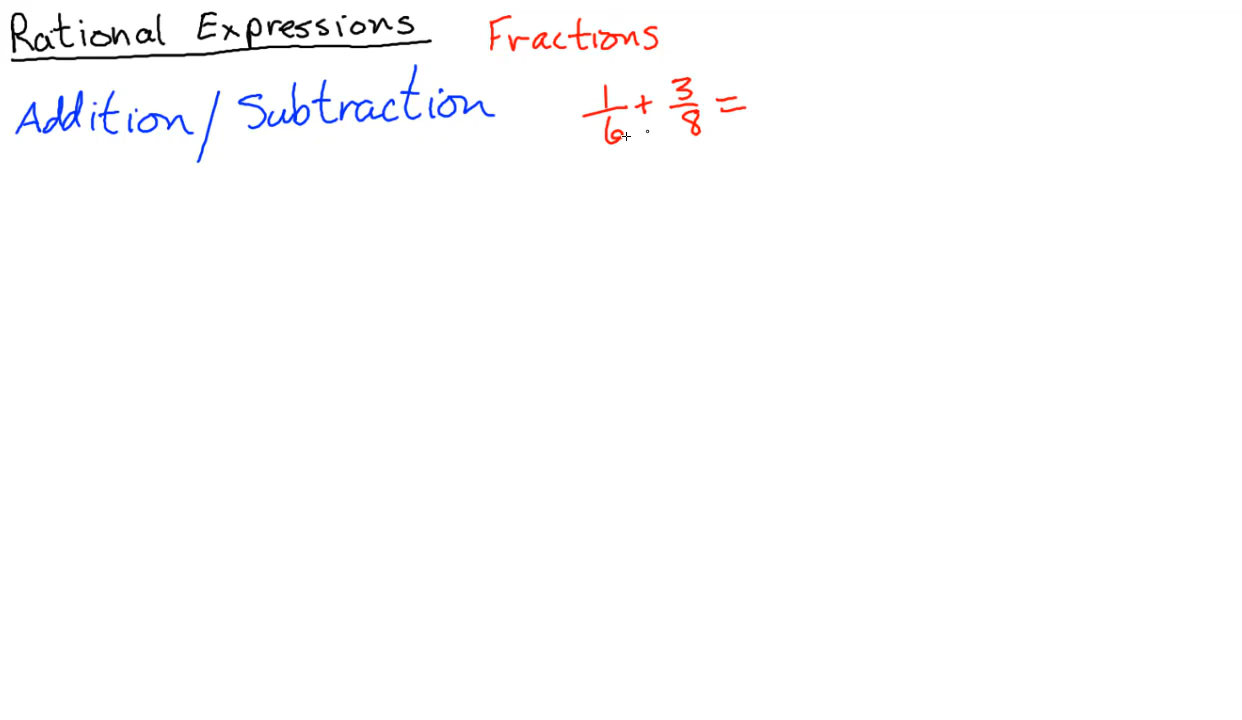 Rational Expressions
Fractions
Addition/Subtraction
1/6 + 3/8 =